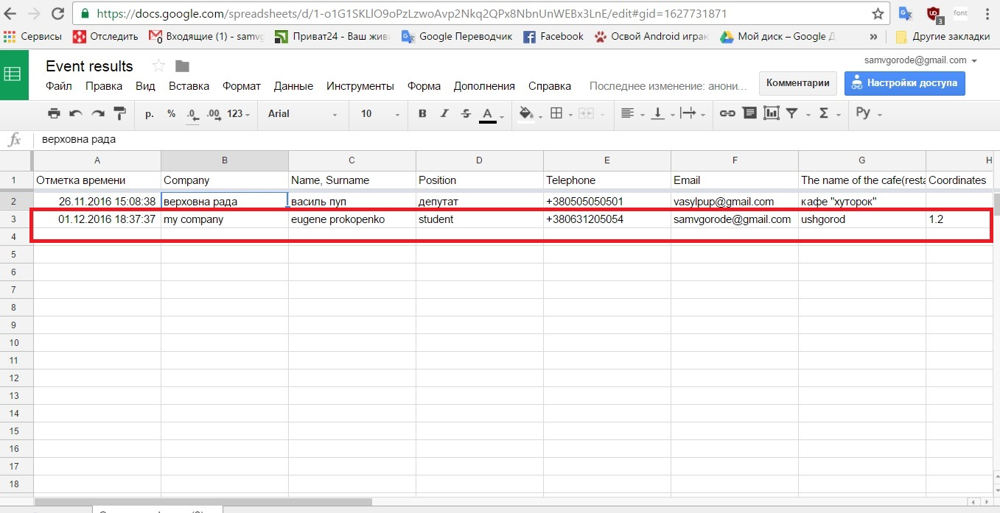 https://docs.google.com/spreadsheets/d/1-o1G1SKLlO9oPzLzwoAvp2Nkq2QPx8NbnUnWEBx3LnE/edit#gid=1627731871 font
Сервисы Отследить Входящие (1) - samvg Приват24 - Ваш жив Google Переводчик Facebook Освой Android играк Мой диск – Google Д » Другие закладки
Event results samvgorode@gmail.com
Файл Правка Вид Вставка Формат Данные Инструменты Форма Дополнения Справка Последнее изменение: анони... Комментарии Настройки доступа
р. % .0 .00 123 Arial 10 B I S A Σ Ру
fx верховна рада
A B C D E F G H
1 Отметка времени Company Name, Surname Position Telephone Email The name of the cafe(resta Coordinates
2 26.11.2016 15:08:38 верховна рада василь пуп депутат +380505050501 vasylpup@gmail.com кафе "хуторок"
3 01.12.2016 18:37:37 my company eugene prokopenko student +380631205054 samvgorode@gmail.com ushgorod 1.2
4
5
6
7
8
9
10
11
12
13
14
15
16
17
18